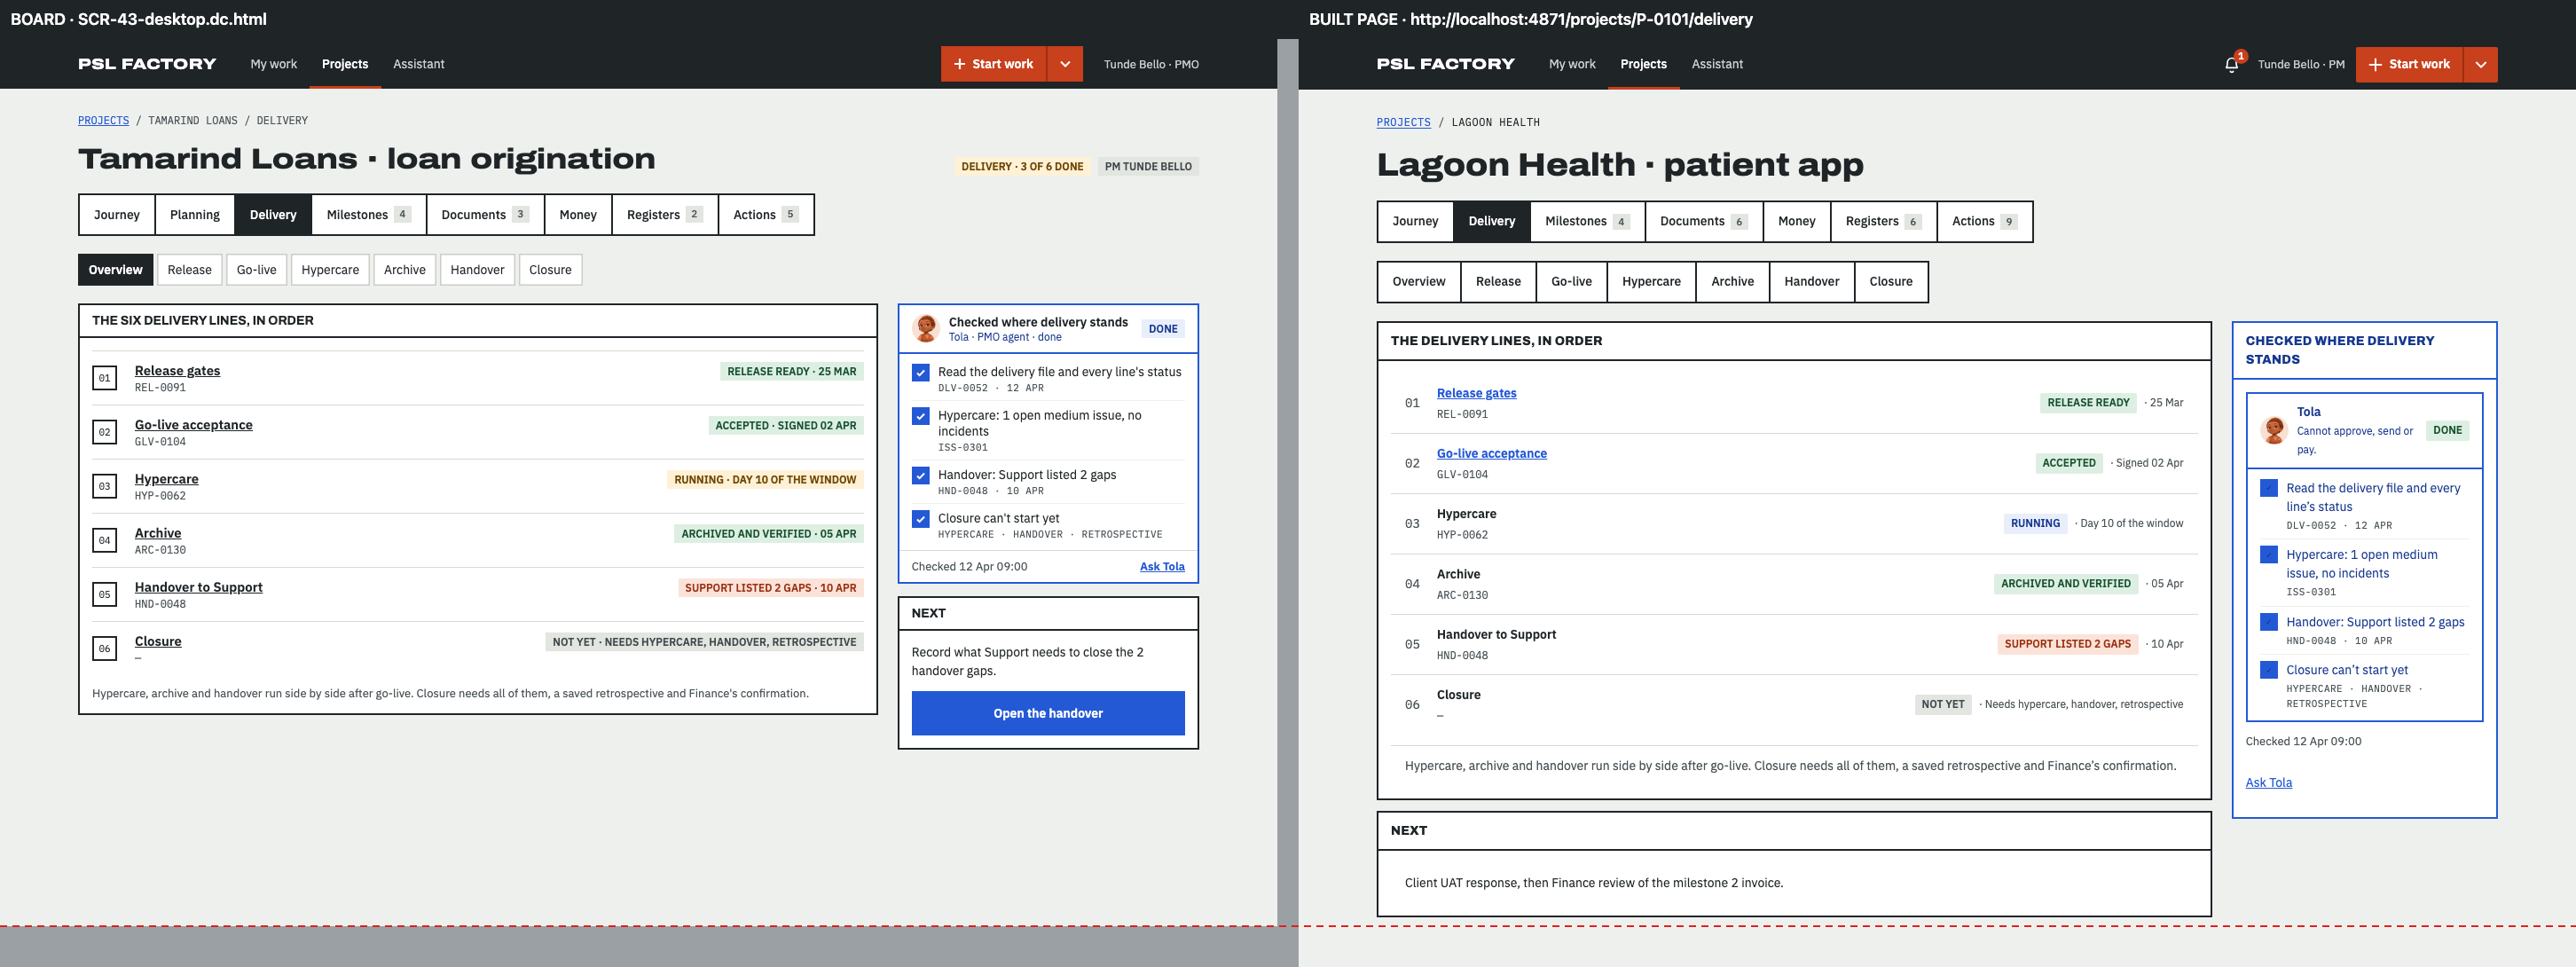 BOARD · SCR-43-desktop.dc.html
PSL FACTORY My work Projects Assistant + Start work Tunde Bello · PMO
PROJECTS / TAMARIND LOANS / DELIVERY
Tamarind Loans · loan origination
DELIVERY · 3 OF 6 DONE PM TUNDE BELLO
Journey Planning Delivery Milestones 4 Documents 3 Money Registers 2 Actions 5
Overview Release Go-live Hypercare Archive Handover Closure
THE SIX DELIVERY LINES, IN ORDER
01 Release gates RELEASE READY · 25 MAR
REL-0091
02 Go-live acceptance ACCEPTED · SIGNED 02 APR
GLV-0104
03 Hypercare RUNNING · DAY 10 OF THE WINDOW
HYP-0062
04 Archive ARCHIVED AND VERIFIED · 05 APR
ARC-0130
05 Handover to Support SUPPORT LISTED 2 GAPS · 10 APR
HND-0048
06 Closure NOT YET · NEEDS HYPERCARE, HANDOVER, RETROSPECTIVE
—
Hypercare, archive and handover run side by side after go-live. Closure needs all of them, a saved retrospective and Finance's confirmation.
Checked where delivery stands DONE
Tola · PMO agent · done
Read the delivery file and every line's status
DLV-0052 · 12 APR
Hypercare: 1 open medium issue, no
incidents
ISS-0301
Handover: Support listed 2 gaps
HND-0048 · 10 APR
Closure can't start yet
HYPERCARE · HANDOVER · RETROSPECTIVE
Checked 12 Apr 09:00 Ask Tola
NEXT
Record what Support needs to close the 2
handover gaps.
Open the handover
BUILT PAGE · http://localhost:4871/projects/P-0101/delivery
PSL FACTORY My work Projects Assistant 1 Tunde Bello · PM + Start work
PROJECTS / LAGOON HEALTH
Lagoon Health · patient app
Journey Delivery Milestones 4 Documents 6 Money Registers 6 Actions 9
Overview Release Go-live Hypercare Archive Handover Closure
THE DELIVERY LINES, IN ORDER
01 Release gates RELEASE READY · 25 Mar
REL-0091
02 Go-live acceptance ACCEPTED · Signed 02 Apr
GLV-0104
03 Hypercare RUNNING · Day 10 of the window
HYP-0062
04 Archive ARCHIVED AND VERIFIED · 05 Apr
ARC-0130
05 Handover to Support SUPPORT LISTED 2 GAPS · 10 Apr
HND-0048
06 Closure NOT YET · Needs hypercare, handover, retrospective
—
Hypercare, archive and handover run side by side after go-live. Closure needs all of them, a saved retrospective and Finance’s confirmation.
NEXT
Client UAT response, then Finance review of the milestone 2 invoice.
CHECKED WHERE DELIVERY
STANDS
Tola
Cannot approve, send or
pay.
DONE
Read the delivery file and every
line’s status
DLV-0052 · 12 APR
Hypercare: 1 open medium
issue, no incidents
ISS-0301
Handover: Support listed 2 gaps
HND-0048 · 10 APR
Closure can’t start yet
HYPERCARE · HANDOVER ·
RETROSPECTIVE
Checked 12 Apr 09:00
Ask Tola